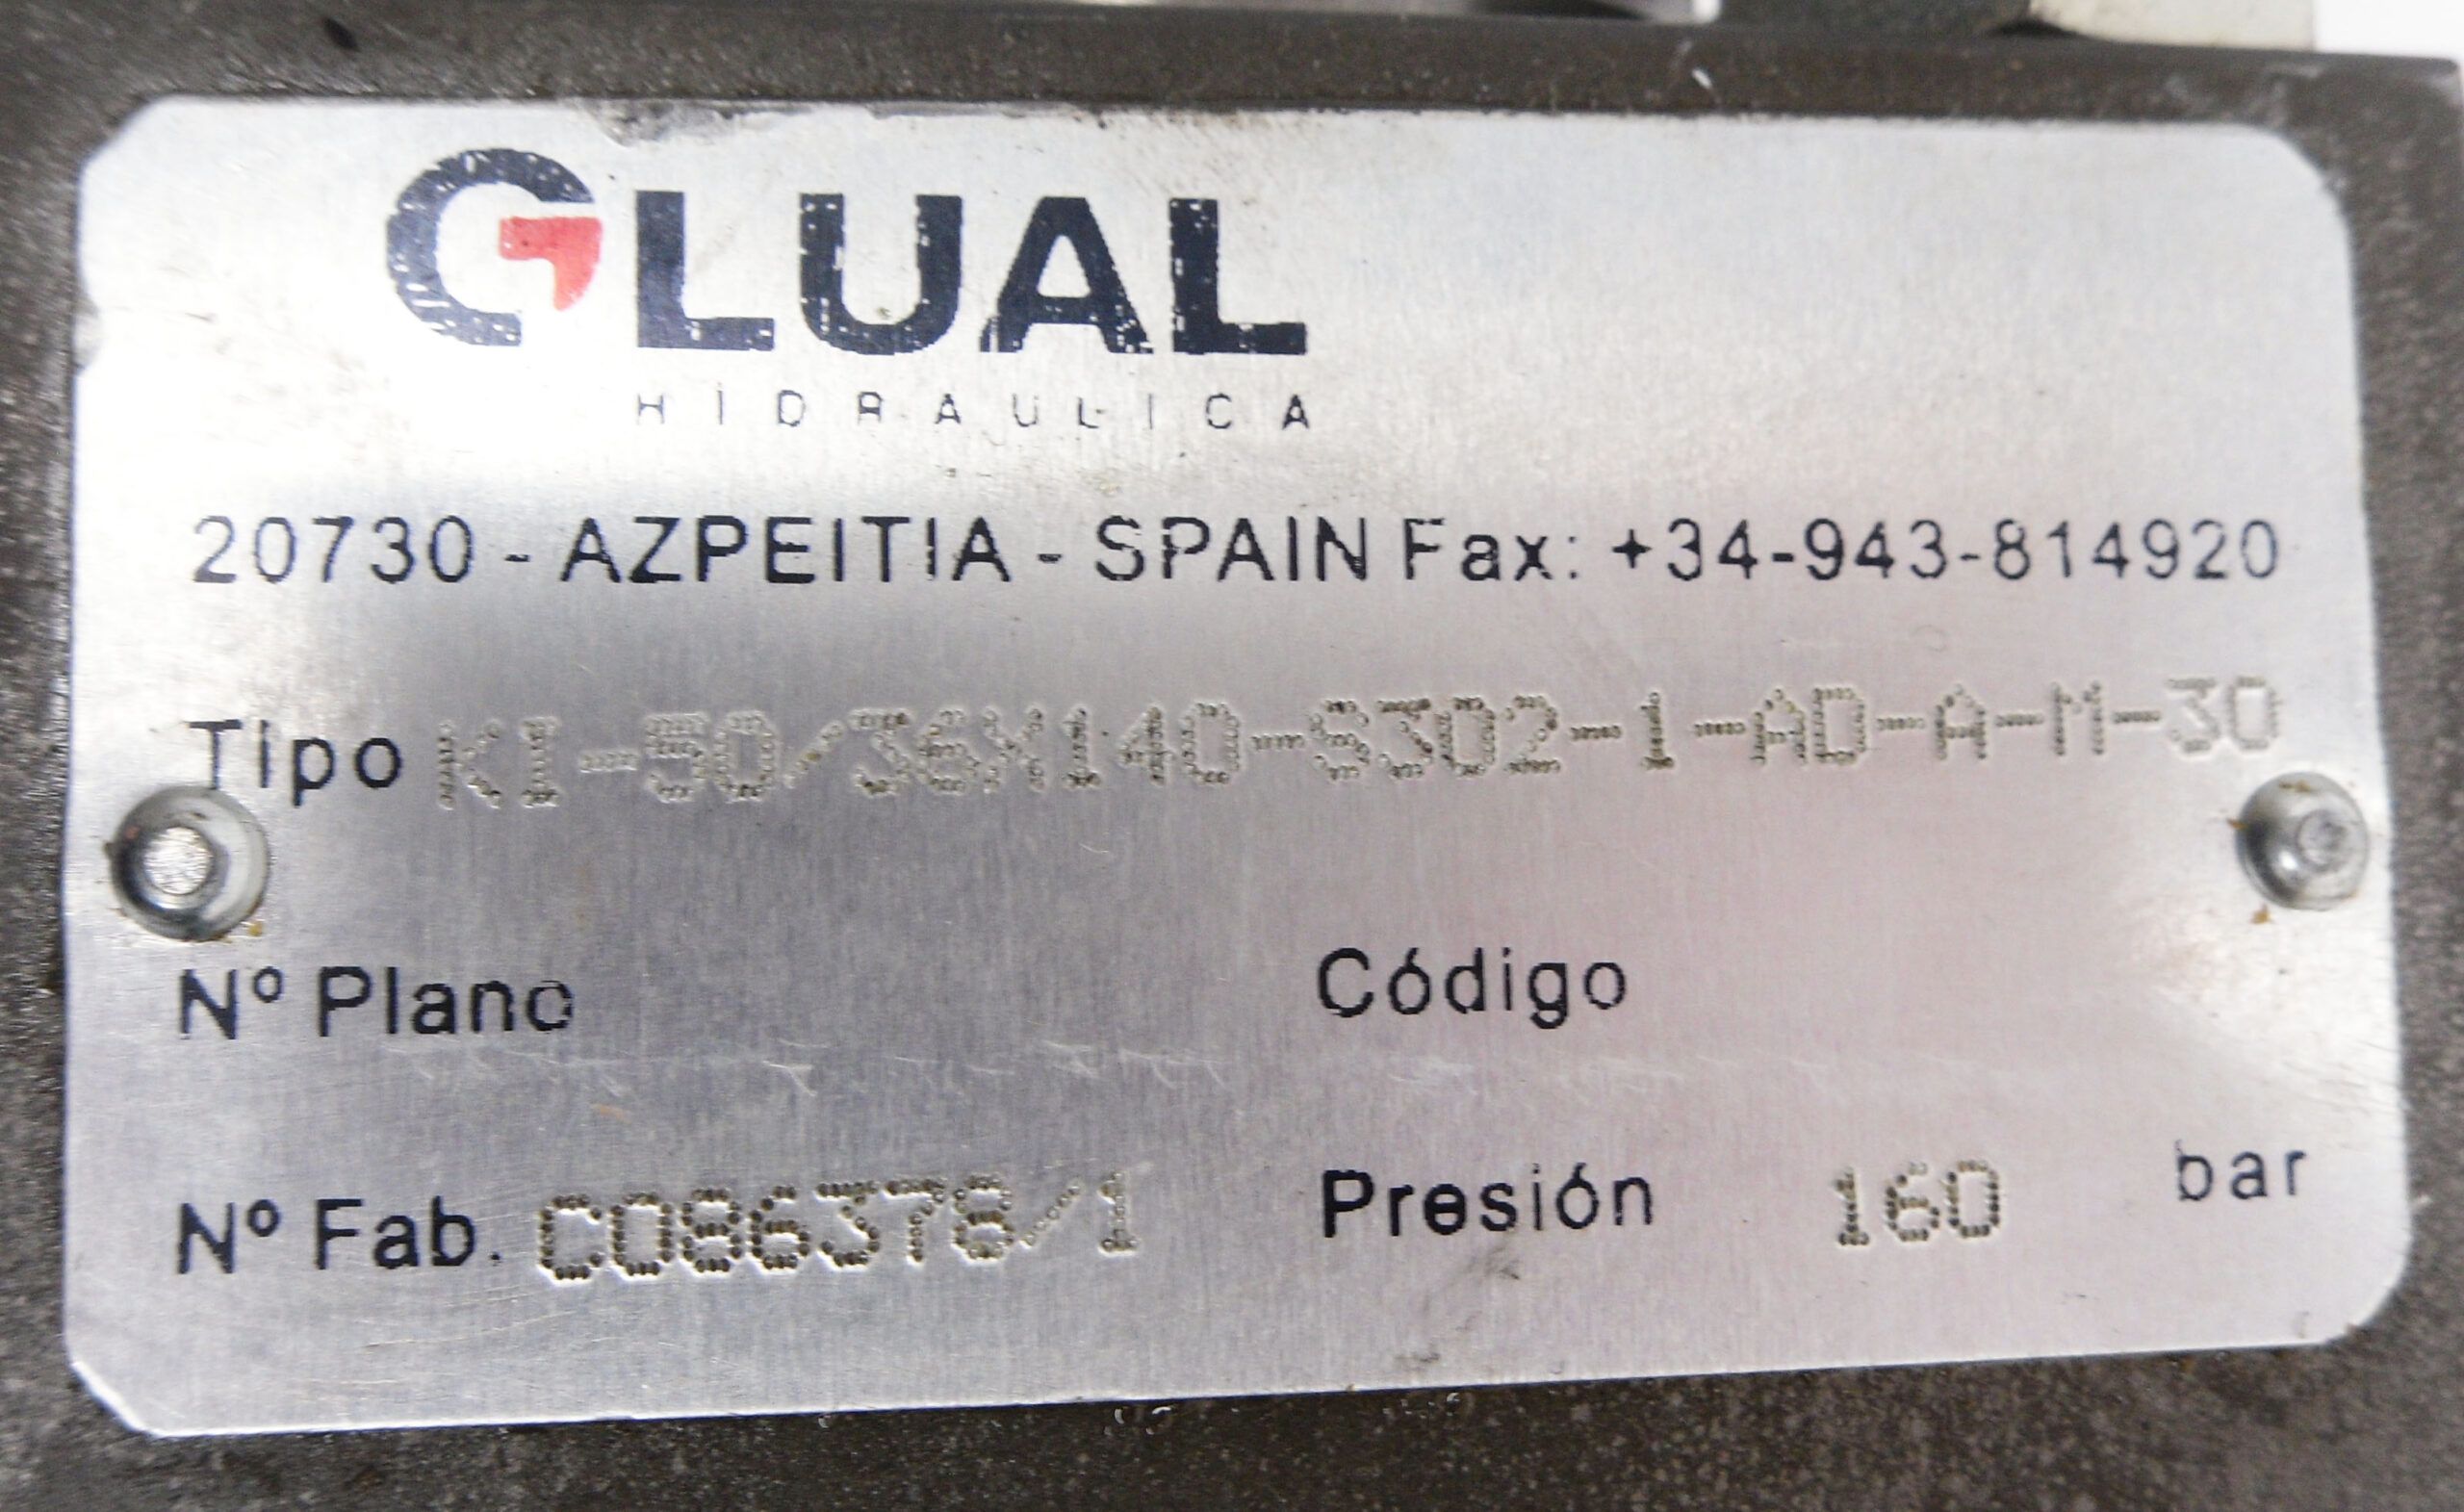 GLUAL
HIDRAULICA
20730 - AZPEITIA - SPAIN Fax: +34-943-814920
Tipo KI-50/36X140-S302-1-AD-A-M-30
Nº Plano Código
Nº Fab. C086378/1 Presión 160 bar